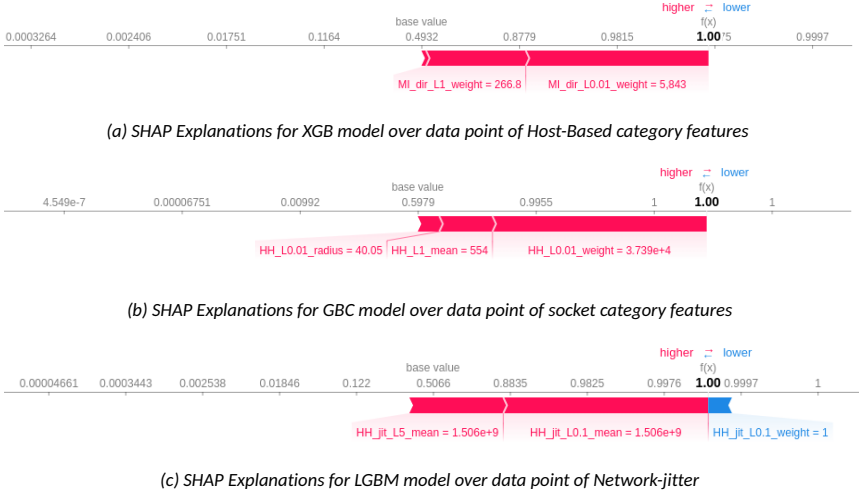 higher ⇄ lower
base value f(x)
0.0003264 0.002406 0.01751 0.1164 0.4932 0.8779 0.9815 1.00 75 0.9997
MI_dir_L1_weight = 266.8 MI_dir_L0.01_weight = 5,843
(a) SHAP Explanations for XGB model over data point of Host-Based category features
higher ⇄ lower
base value f(x)
4.549e-7 0.00006751 0.00992 0.5979 0.9955 1 1.00 1
HH_L0.01_radius = 40.05 HH_L1_mean = 554 HH_L0.01_weight = 3.739e+4
(b) SHAP Explanations for GBC model over data point of socket category features
higher ⇄ lower
base value f(x)
0.00004661 0.0003443 0.002538 0.01846 0.122 0.5066 0.8835 0.9825 0.9976 1.00 0.9997 1
HH_jit_L5_mean = 1.506e+9 HH_jit_L0.1_mean = 1.506e+9 HH_jit_L0.1_weight = 1
(c) SHAP Explanations for LGBM model over data point of Network-jitter